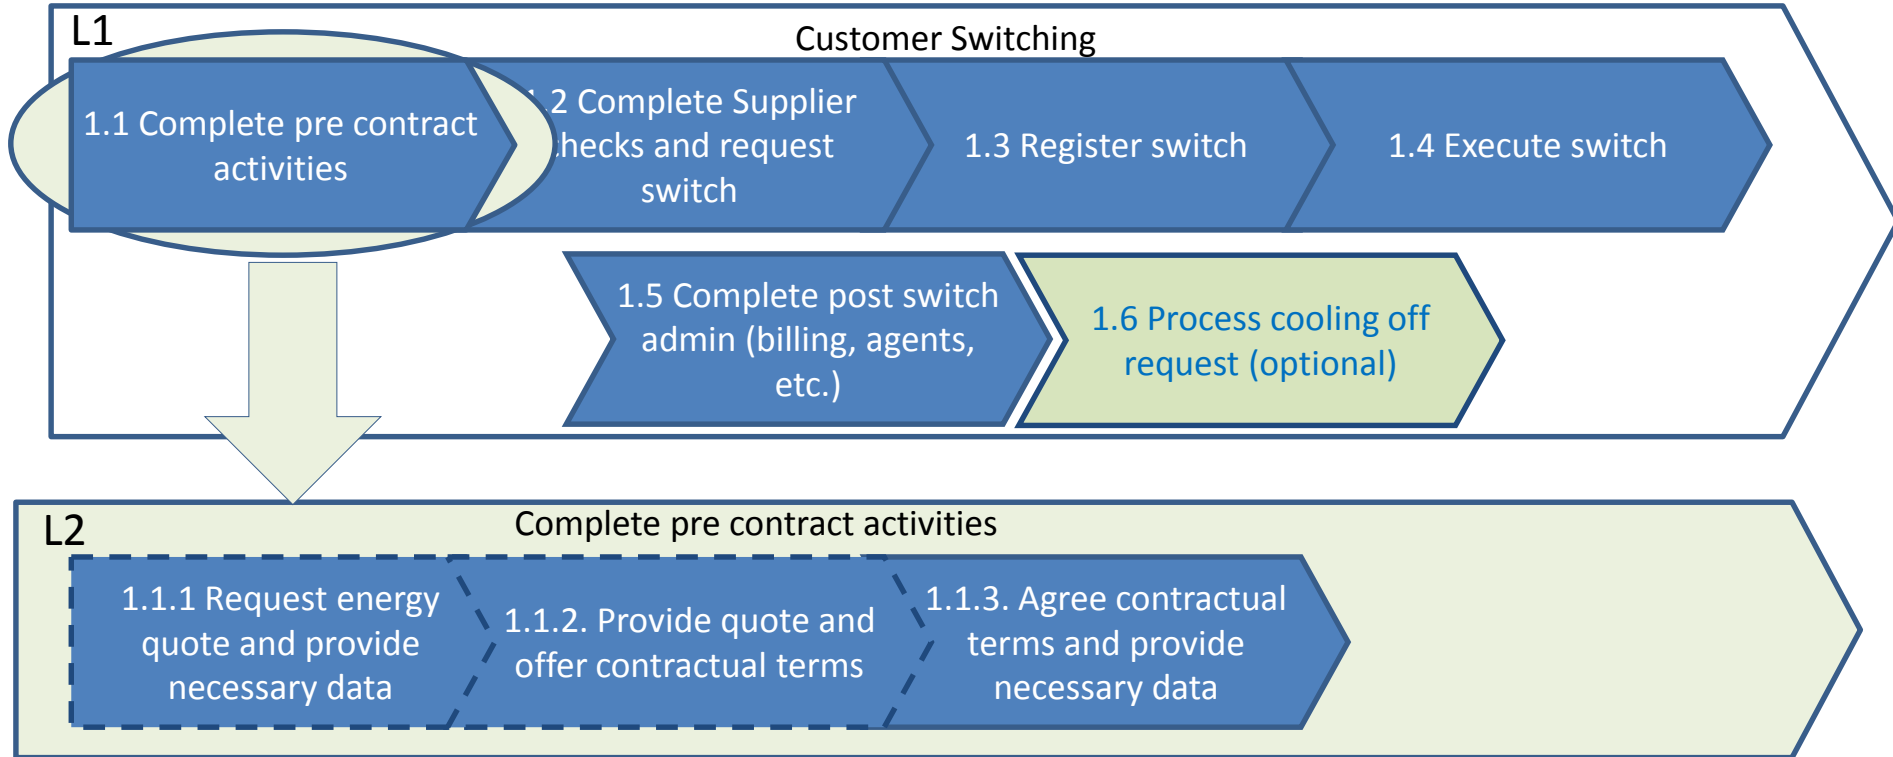 L1
Customer Switching
1.1 Complete pre contract
activities
.2 Complete Supplier
hecks and request
switch
1.3 Register switch
1.4 Execute switch
1.5 Complete post switch
admin (billing, agents,
etc.)
1.6 Process cooling off
request (optional)
L2
Complete pre contract activities
1.1.1 Request energy
quote and provide
necessary data
1.1.2. Provide quote and
offer contractual terms
1.1.3. Agree contractual
terms and provide
necessary data